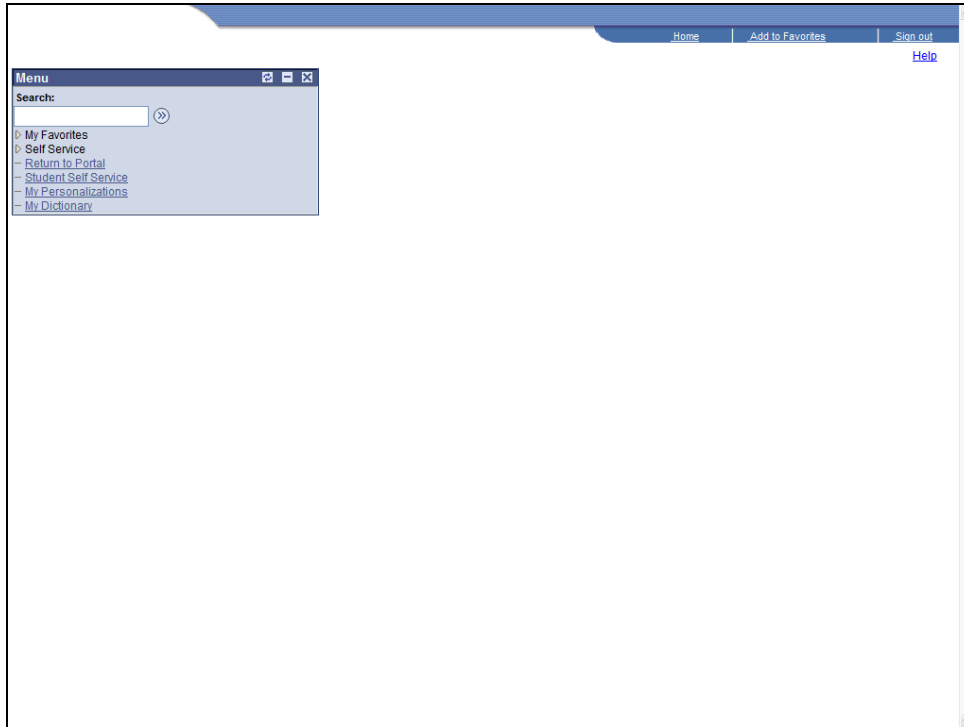 Home Add to Favorites Sign out
Help
Menu
Search:
My Favorites
Self Service
Return to Portal
Student Self Service
My Personalizations
My Dictionary